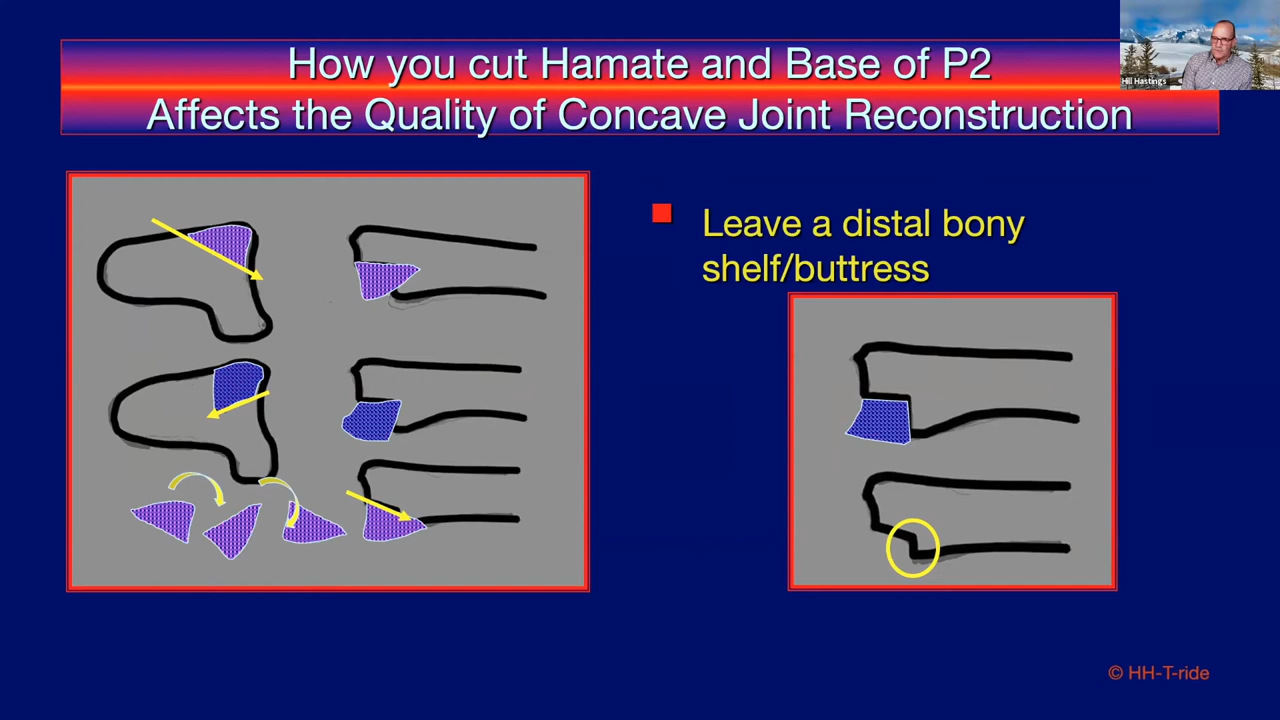 How you cut Hamate and Base of P2
Affects the Quality of Concave Joint Reconstruction
Hill Hastings
Leave a distal bony
shelf/buttress
© HH-T-ride